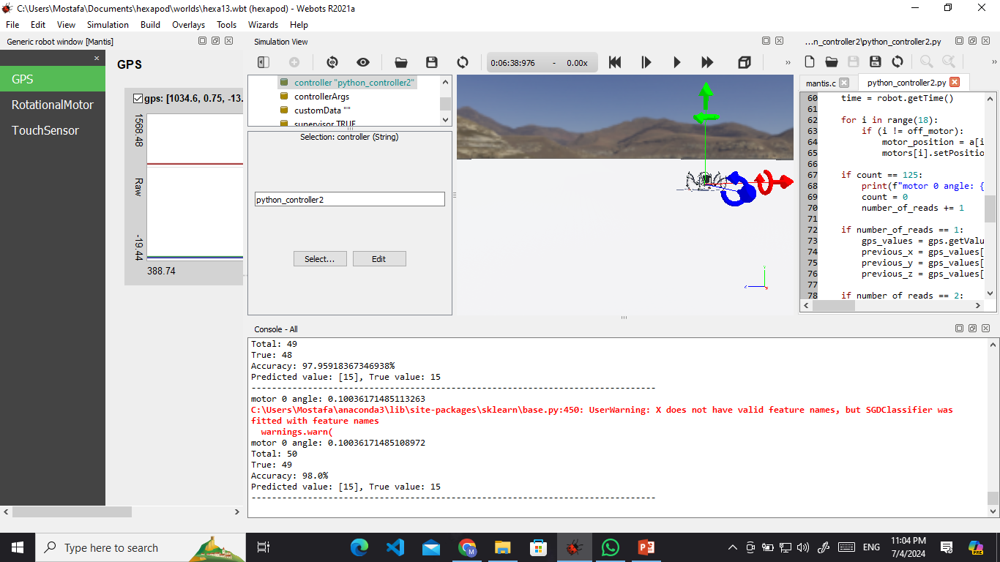 C:\Users\Mostafa\Documents\hexapod\worlds\hexa13.wbt (hexapod) - Webots R2021a
File Edit View Simulation Build Overlays Tools Wizards Help
Generic robot window [Mantis]
GPS
RotationalMotor
TouchSensor
GPS
gps: [1034.6, 0.75, -13.
1568.48
Raw
-19.44
388.74
Simulation View
0:06:38:976 - 0.00x
controller "python_controller2"
controllerArgs
customData ""
supervisor TRUE
Selection: controller (String)
python_controller2
Select... Edit
...n_controller2\python_controller2.py
mantis.c python_controller2.py
60 time = robot.getTime()
61
62 for i in range(18):
63 if (i != off_motor):
64 motor_position = a[i
65 motors[i].setPositio
66
67 if count == 125:
68 print(f"motor 0 angle: {
69 count = 0
70 number_of_reads += 1
71
72 if number_of_reads == 1:
73 gps_values = gps.getValu
74 previous_x = gps_values[
75 previous_y = gps_values[
76 previous_z = gps_values[
77
78 if number_of_reads == 2:
Console - All
Total: 49
True: 48
Accuracy: 97.95918367346938%
Predicted value: [15], True value: 15
-------------------------------------------------------------------------------
motor 0 angle: 0.10036171485113263
C:\Users\Mostafa\anaconda3\lib\site-packages\sklearn\base.py:450: UserWarning: X does not have valid feature names, but SGDClassifier was
fitted with feature names
warnings.warn(
motor 0 angle: 0.10036171485108972
Total: 50
True: 49
Accuracy: 98.0%
Predicted value: [15], True value: 15
-------------------------------------------------------------------------------
Type here to search
ENG
11:04 PM
7/4/2024